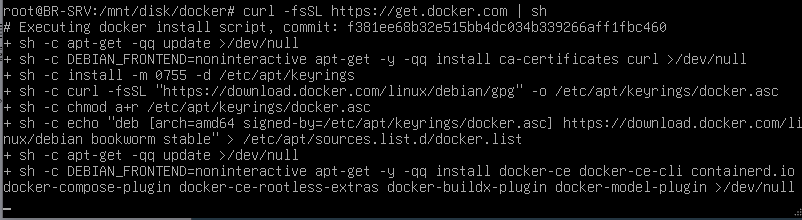 root@BR-SRV:/mnt/disk/docker# curl -fsSL https://get.docker.com | sh
# Executing docker install script, commit: f381ee68b32e515bb4dc034b339266aff1fbc460
+ sh -c apt-get -qq update >/dev/null
+ sh -c DEBIAN_FRONTEND=noninteractive apt-get -y -qq install ca-certificates curl >/dev/null
+ sh -c install -m 0755 -d /etc/apt/keyrings
+ sh -c curl -fsSL "https://download.docker.com/linux/debian/gpg" -o /etc/apt/keyrings/docker.asc
+ sh -c chmod a+r /etc/apt/keyrings/docker.asc
+ sh -c echo "deb [arch=amd64 signed-by=/etc/apt/keyrings/docker.asc] https://download.docker.com/li
nux/debian bookworm stable" > /etc/apt/sources.list.d/docker.list
+ sh -c apt-get -qq update >/dev/null
+ sh -c DEBIAN_FRONTEND=noninteractive apt-get -y -qq install docker-ce docker-ce-cli containerd.io
docker-compose-plugin docker-ce-rootless-extras docker-buildx-plugin docker-model-plugin >/dev/null